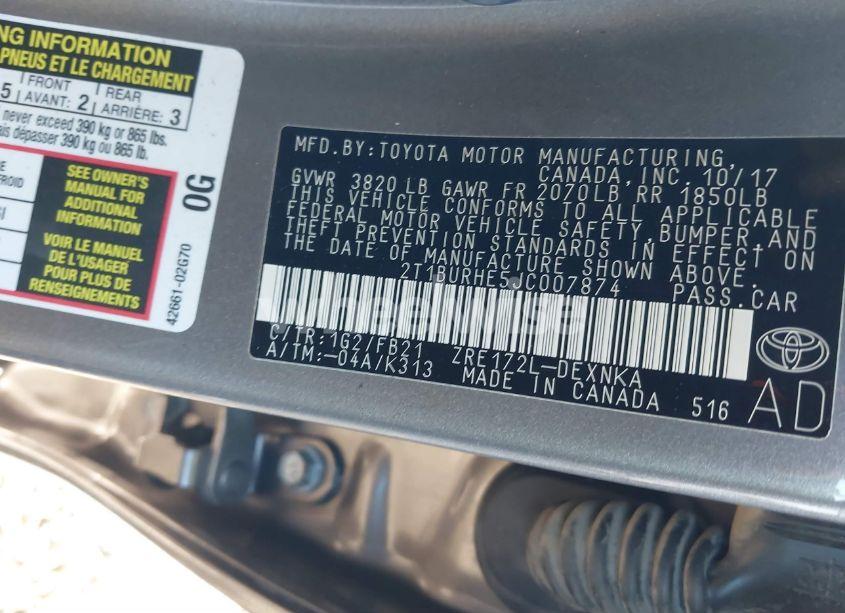 NG INFORMATION
PNEUS ET LE CHARGEMENT
5 FRONT AVANT: 2 REAR ARRIÈRE: 3
never exceed 390 kg or 865 lbs.
ais dépasser 390 kg ou 865 lb.
SEE OWNER'S
MANUAL FOR
ADDITIONAL
INFORMATION
VOIR LE MANUEL
DE L'USAGER
POUR PLUS DE
RENSEIGNEMENTS
0G
42661-02G70
MFD.BY:TOYOTA MOTOR MANUFACTURING,
CANADA, INC. 10/17
GVWR 3820LB GAWR FR 2070LB RR 1850LB
THIS VEHICLE CONFORMS TO ALL APPLICABLE
FEDERAL MOTOR VEHICLE SAFETY,BUMPER,AND
THEFT PREVENTION STANDARDS IN EFFECT ON
THE DATE OF MANUFACTURE SHOWN ABOVE.
2T1BURHE5JC007874 PASS.CAR
C/TR:1G2/FB21 ZRE172L-DEXNKA
A/TM:-04A/K313 MADE IN CANADA 516
AD